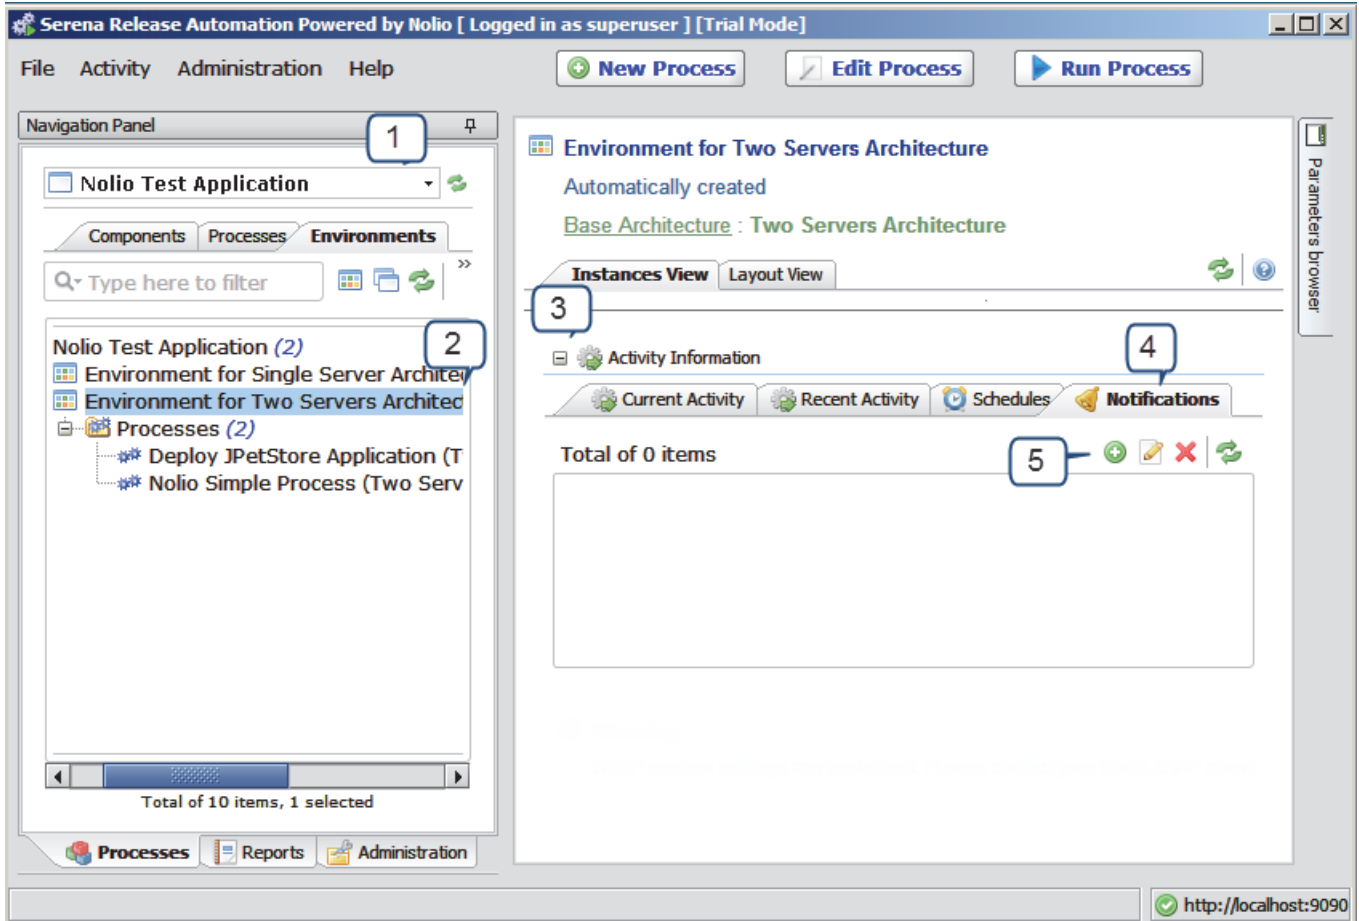 Serena Release Automation Powered by Nolio [ Logged in as superuser ] [Trial Mode]
File Activity Administration Help
New Process Edit Process Run Process
Navigation Panel
1
Nolio Test Application
Components Processes Environments
Type here to filter
»
2
Nolio Test Application (2)
Environment for Single Server Archite
Environment for Two Servers Architec
Processes (2)
Deploy JPetStore Application (T
Nolio Simple Process (Two Serv
Total of 10 items, 1 selected
Processes Reports Administration
Environment for Two Servers Architecture
Automatically created
Base Architecture : Two Servers Architecture
Instances View Layout View
3
Activity Information
4
Current Activity Recent Activity Schedules Notifications
Total of 0 items
5
Parameters browser
http://localhost:9090